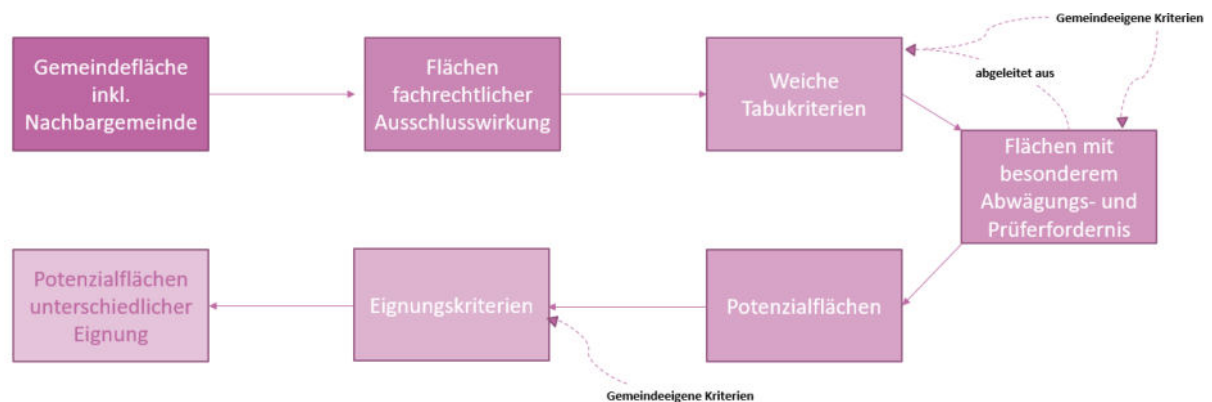 Gemeindefläche
inkl.
Nachbargemeinde
Flächen
fachrechtlicher
Ausschlusswirkung
Weiche
Tabukriterien
Gemeindeeigene Kriterien
abgeleitet aus
Flächen mit
besonderem
Abwägungs- und
Prüferfordernis
Potenzialflächen
Eignungskriterien
Gemeindeeigene Kriterien
Potenzialflächen
unterschiedlicher
Eignung